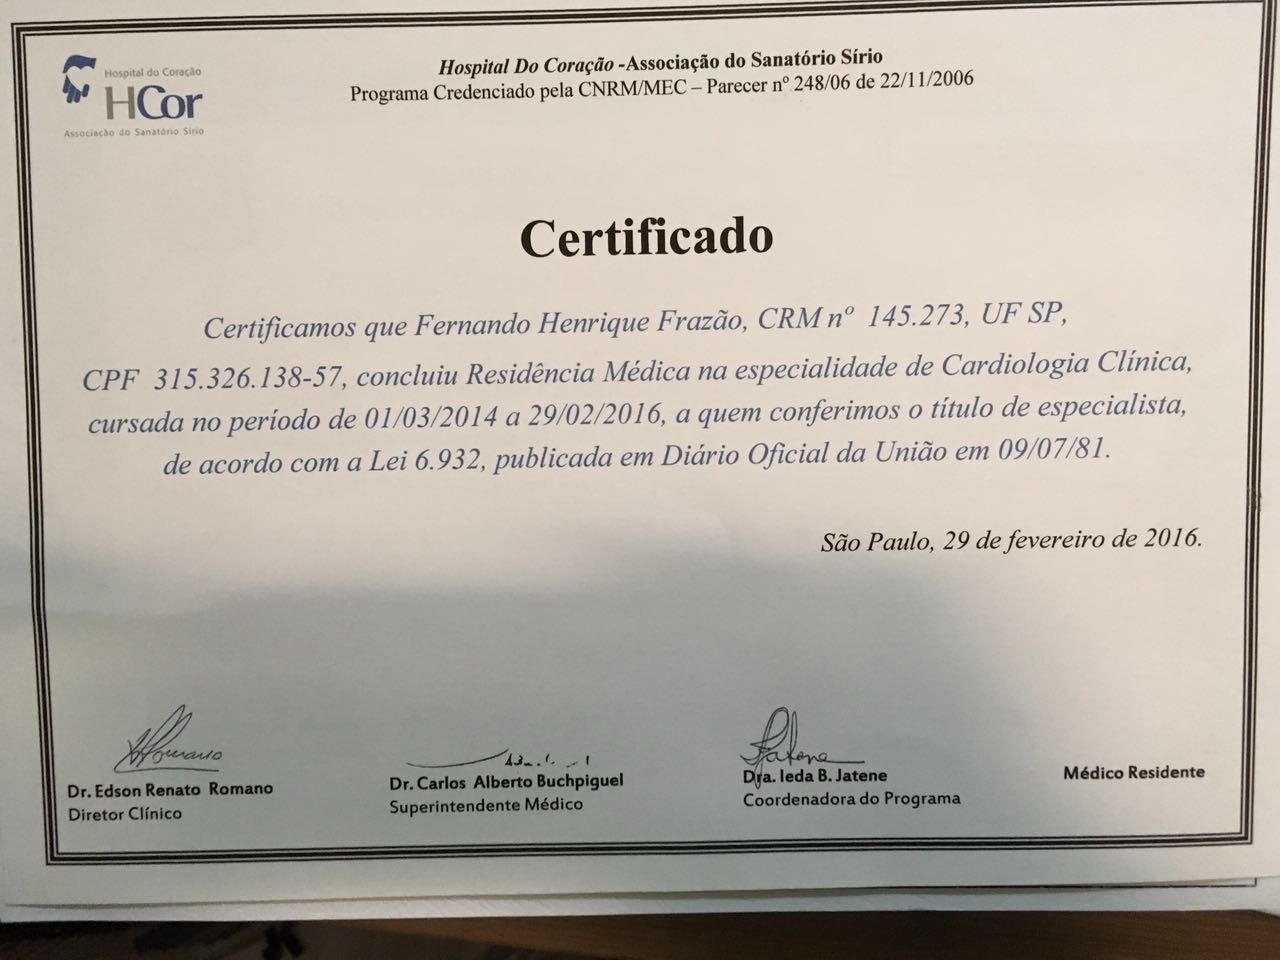 Hospital do Coração
HCor
Associação do Sanatório Sírio
Hospital Do Coração -Associação do Sanatório Sírio
Programa Credenciado pela CNRM/MEC – Parecer nº 248/06 de 22/11/2006
Certificado
Certificamos que Fernando Henrique Frazão, CRM nº 145.273, UF SP,
CPF 315.326.138-57, concluiu Residência Médica na especialidade de Cardiologia Clínica,
cursada no período de 01/03/2014 a 29/02/2016, a quem conferimos o título de especialista,
de acordo com a Lei 6.932, publicada em Diário Oficial da União em 09/07/81.
São Paulo, 29 de fevereiro de 2016.
Romano
Jatene
Dr. Edson Renato Romano
Diretor Clínico
Dr. Carlos Alberto Buchpiguel
Superintendente Médico
Dra. Ieda B. Jatene
Coordenadora do Programa
Médico Residente